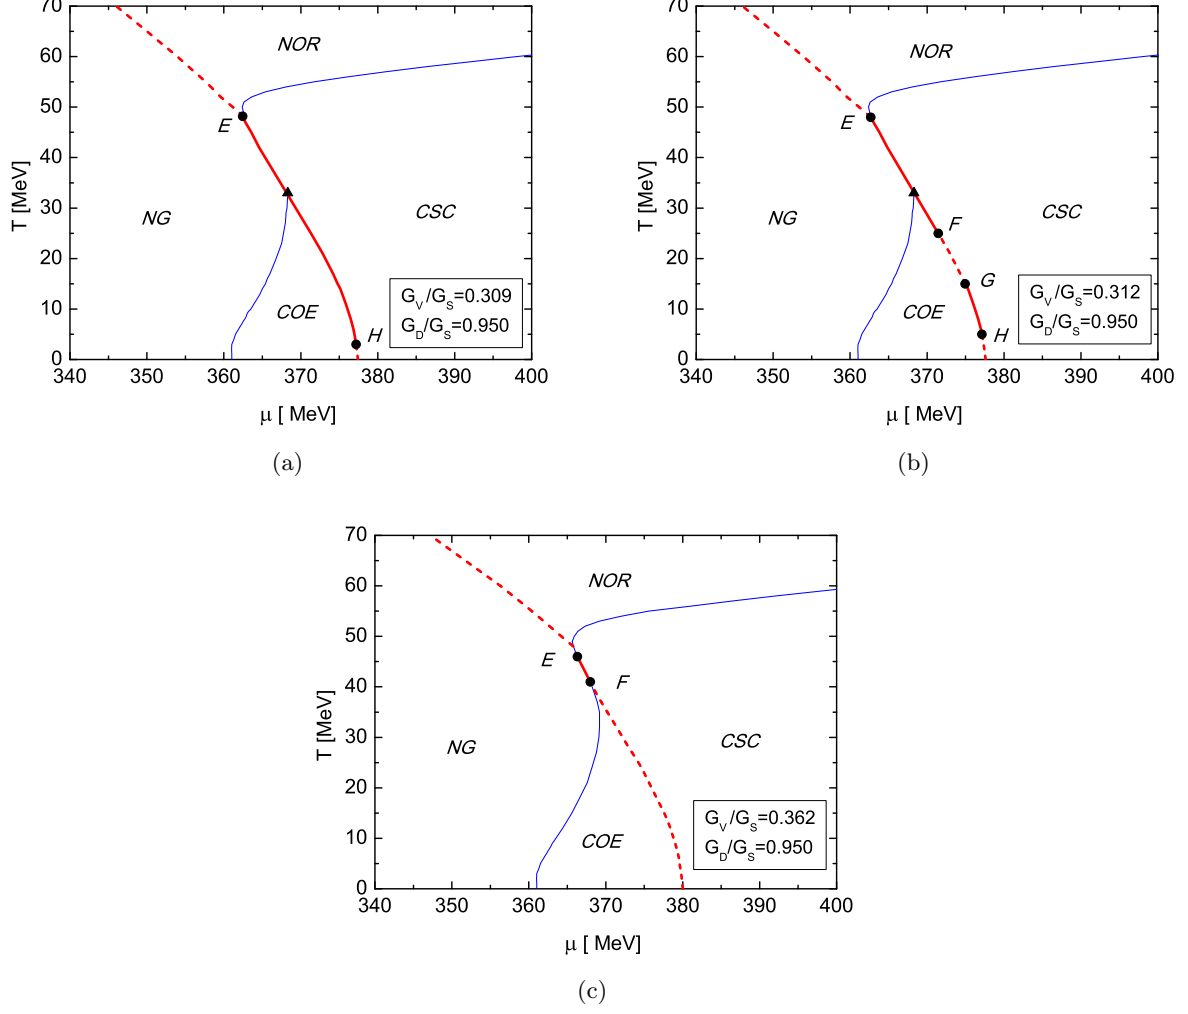 70
60
50
40
30
20
10
0
T [MeV]
NOR
E
NG
CSC
COE
H
G_V/G_S=0.309
G_D/G_S=0.950
340 350 360 370 380 390 400
μ [ MeV]
(a)
70
60
50
40
30
20
10
0
T [MeV]
NOR
E
NG
CSC
F
G
COE
H
G_V/G_S=0.312
G_D/G_S=0.950
340 350 360 370 380 390 400
μ [ MeV]
(b)
70
60
50
40
30
20
10
0
T [MeV]
NOR
E
F
NG
CSC
COE
G_V/G_S=0.362
G_D/G_S=0.950
340 350 360 370 380 390 400
μ [ MeV]
(c)